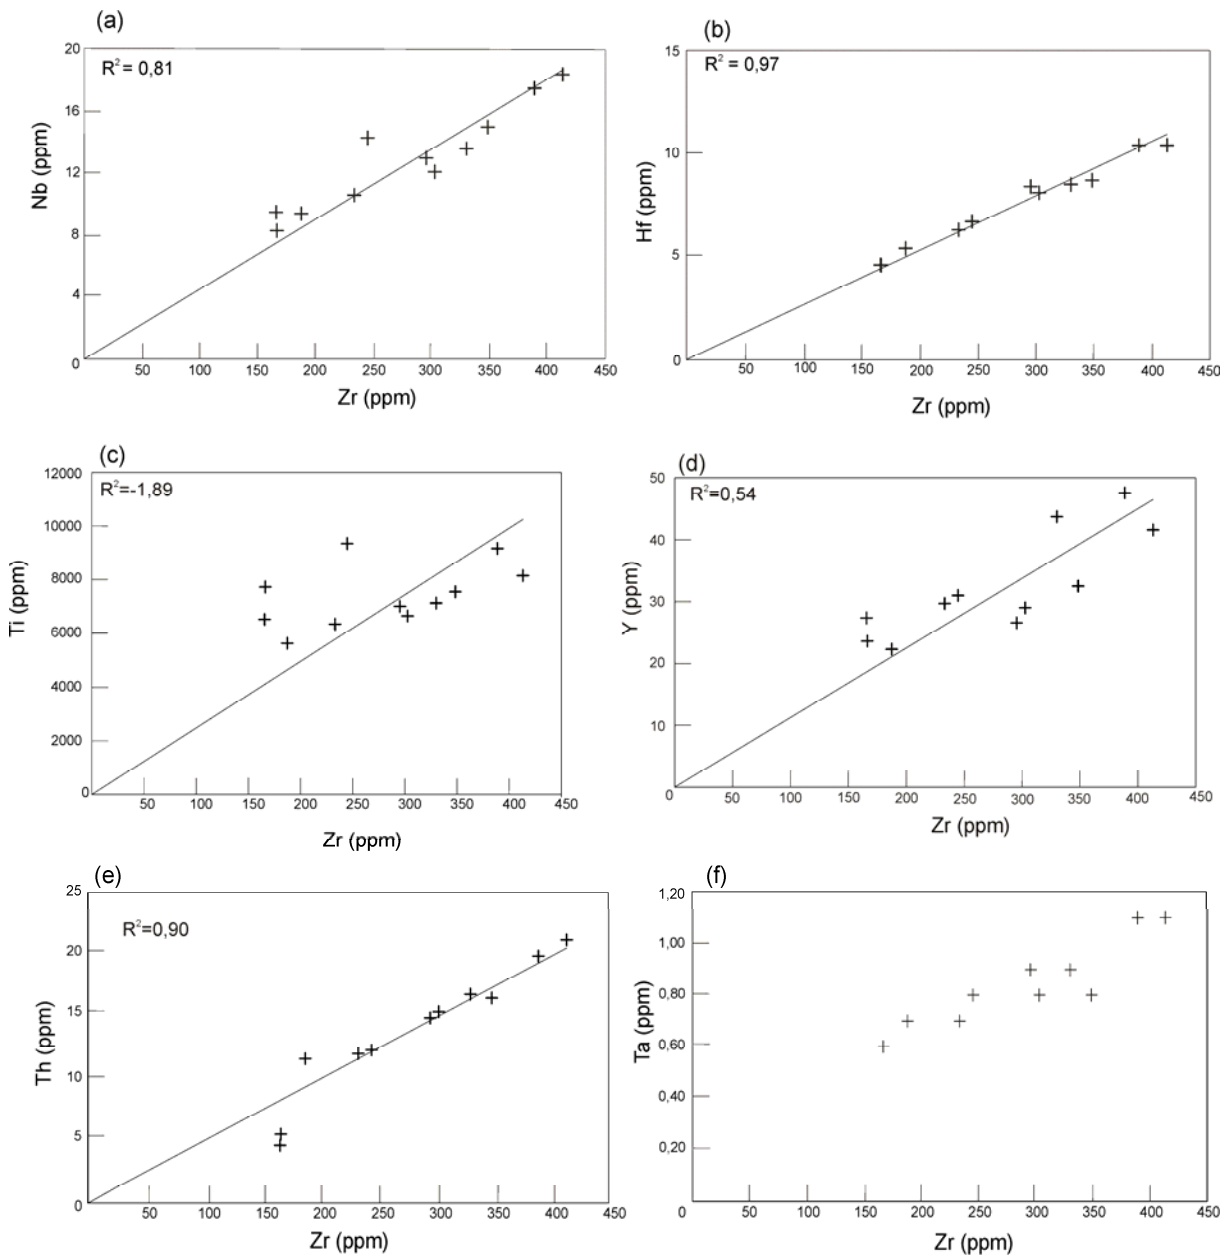 (a)
20
R² = 0,81
16
12
8
4
0
Nb (ppm)
50 100 150 200 250 300 350 400 450
Zr (ppm)
(b)
15
R² = 0,97
10
5
0
Hf (ppm)
50 100 150 200 250 300 350 400 450
Zr (ppm)
(c)
12000
R²=-1,89
10000
8000
6000
4000
2000
0
Ti (ppm)
50 100 150 200 250 300 350 400 450
Zr (ppm)
(d)
50
R²=0,54
40
30
20
10
0
Y (ppm)
50 100 150 200 250 300 350 400 450
Zr (ppm)
(e)
25
R²=0,90
20
15
10
5
0
Th (ppm)
50 100 150 200 250 300 350 400 450
Zr (ppm)
(f)
1,20
1,00
0,80
0,60
0,40
0,20
0
Ta (ppm)
50 100 150 200 250 300 350 400 450
Zr (ppm)